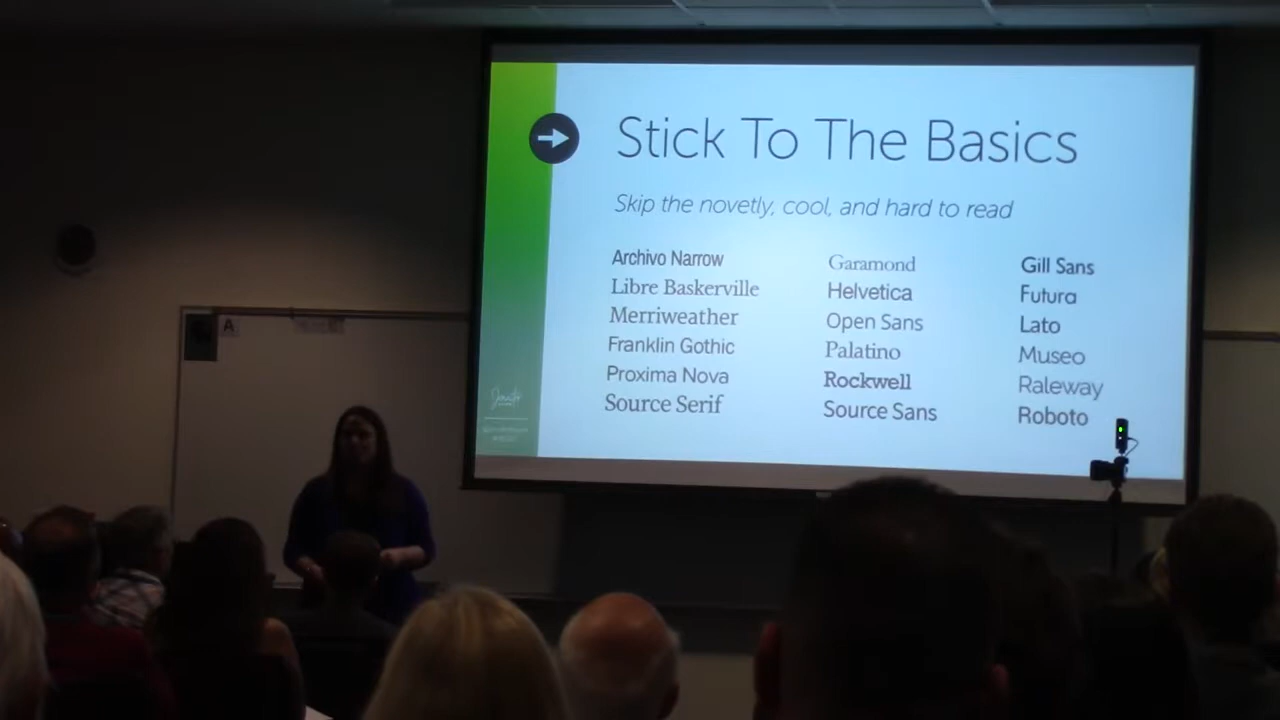 Stick To The Basics
Skip the novetly, cool, and hard to read
Archivo Narrow
Libre Baskerville
Merriweather
Franklin Gothic
Proxima Nova
Source Serif
Garamond
Helvetica
Open Sans
Palatino
Rockwell
Source Sans
Gill Sans
Futura
Lato
Museo
Raleway
Roboto
A